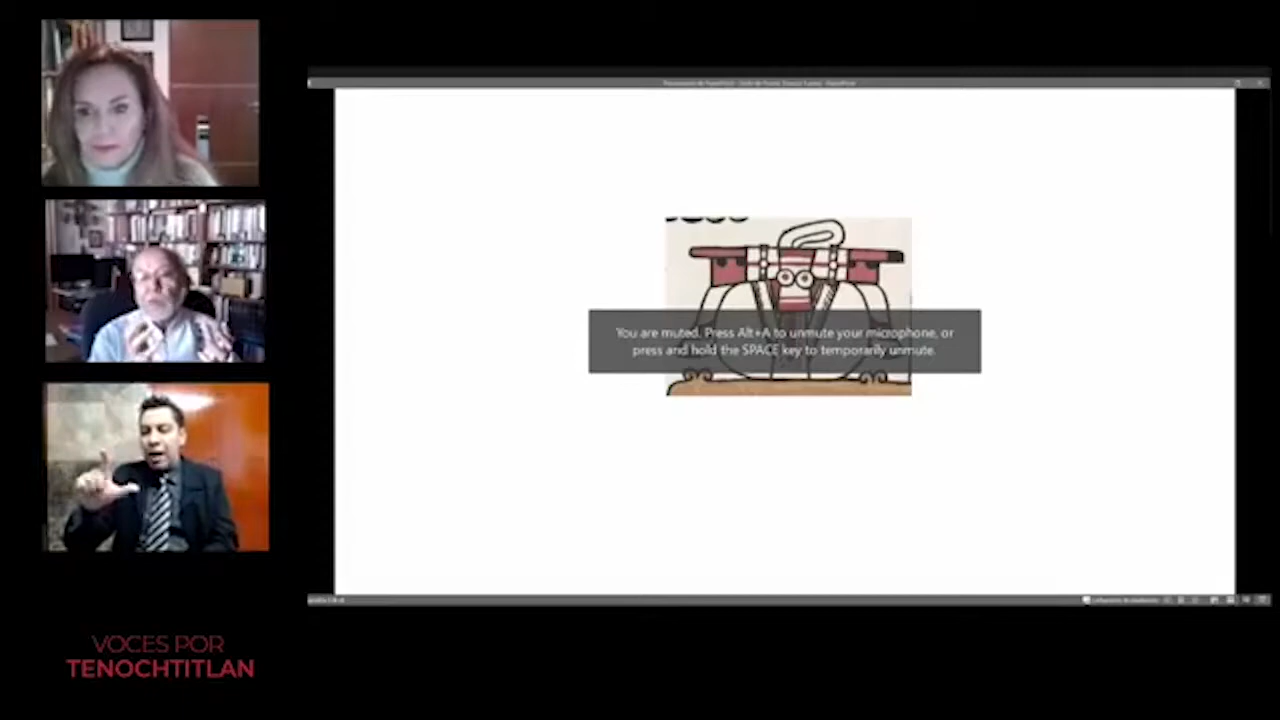 You are muted. Press Alt+A to unmute your microphone, or
press and hold the SPACE key to temporarily unmute.
VOCES POR
TENOCHTITLAN